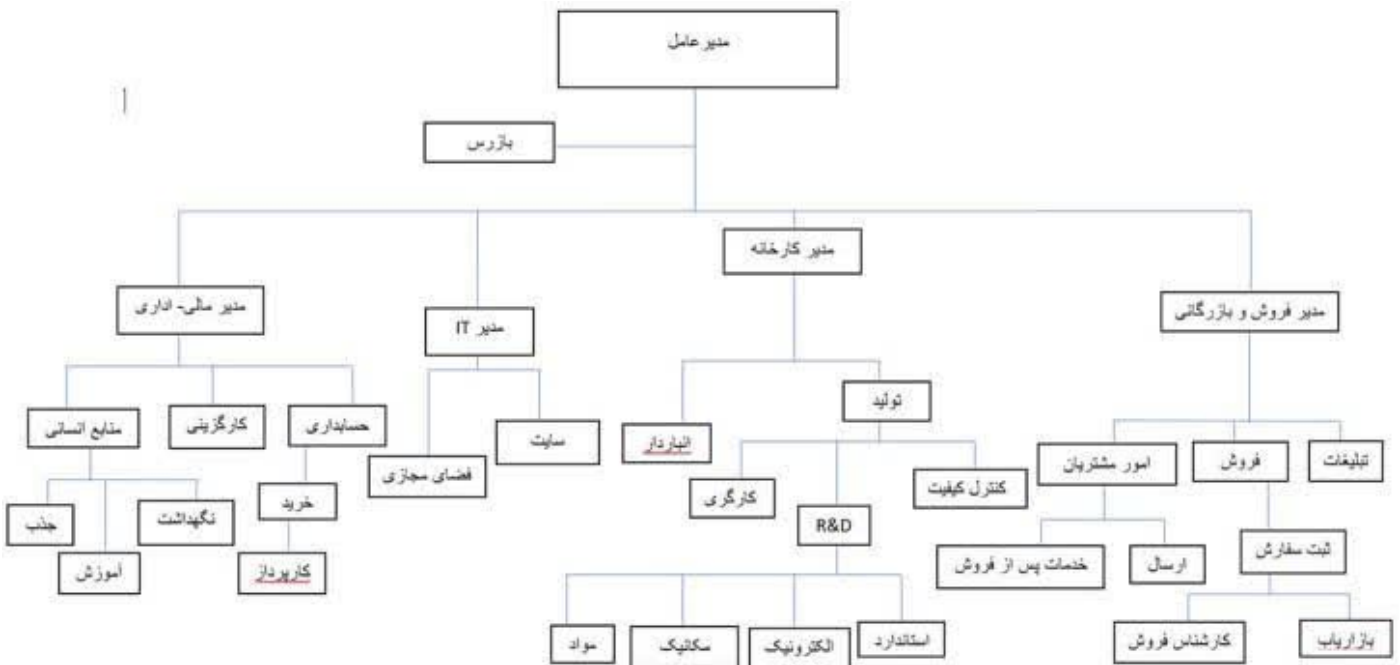 مدیر عامل
بازرس
مدیر کارخانه
مدیر فروش و بازرگانی
مدیر IT
مدیر مالی- اداری
تولید
تبلیغات
فروش
امور مشتریان
کنترل کیفیت
کارگری
انباردار
سایت
فضای مجازی
حسابداری
کارگزینی
منابع انسانی
خرید
نگهداشت
جذب
R&D
ثبت سفارش
ارسال
خدمات پس از فروش
کارپرداز
آموزش
بازاریاب
کارشناس فروش
استاندارد
الکترونیک
مکانیک
مواد